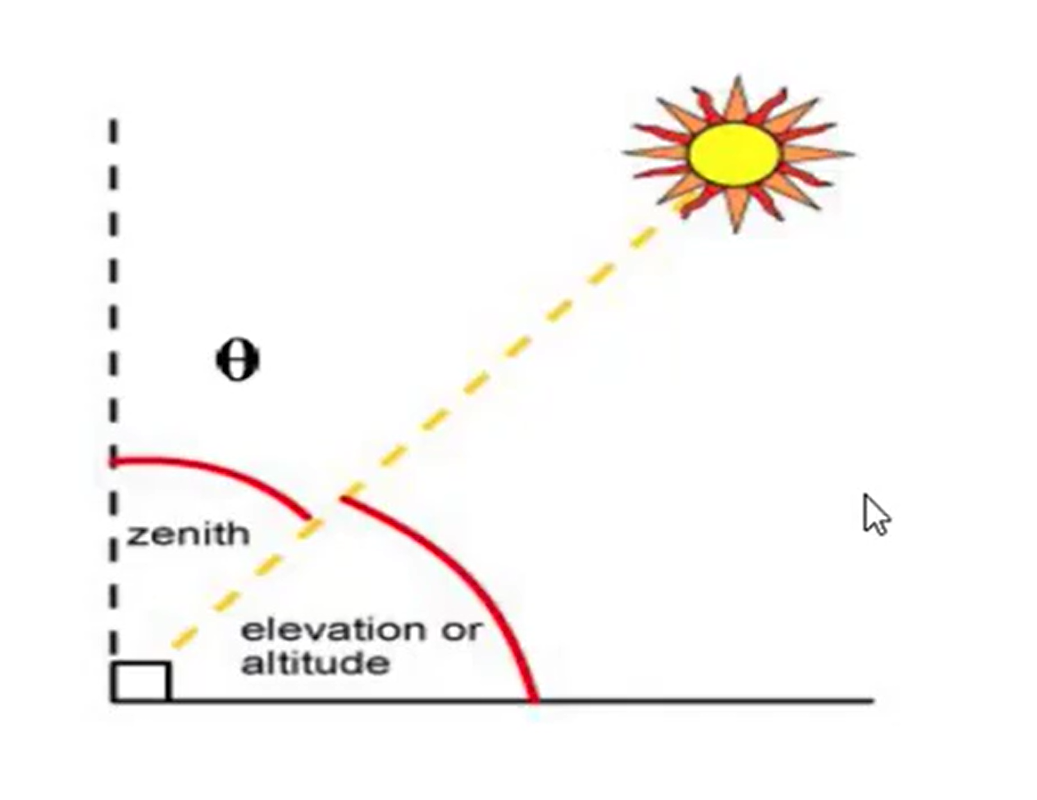 θ
zenith
elevation or
altitude